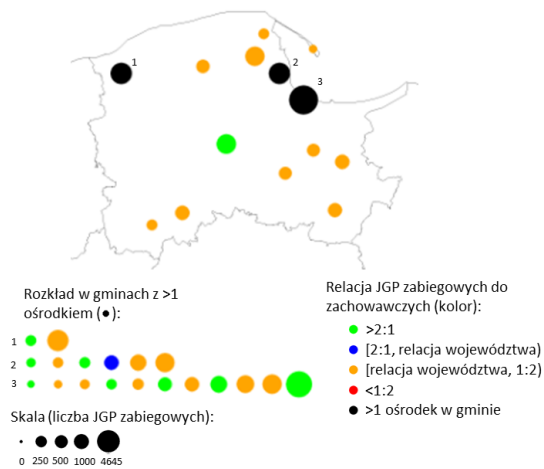 1
2
3
Rozkład w gminach z >1
ośrodkiem (●):
1
2
3
Skala (liczba JGP zabiegowych):
0 250 500 1000 4645
Relacja JGP zabiegowych do
zachowawczych (kolor):
>2:1
[2:1, relacja województwa)
[relacja województwa, 1:2)
<1:2
>1 ośrodek w gminie